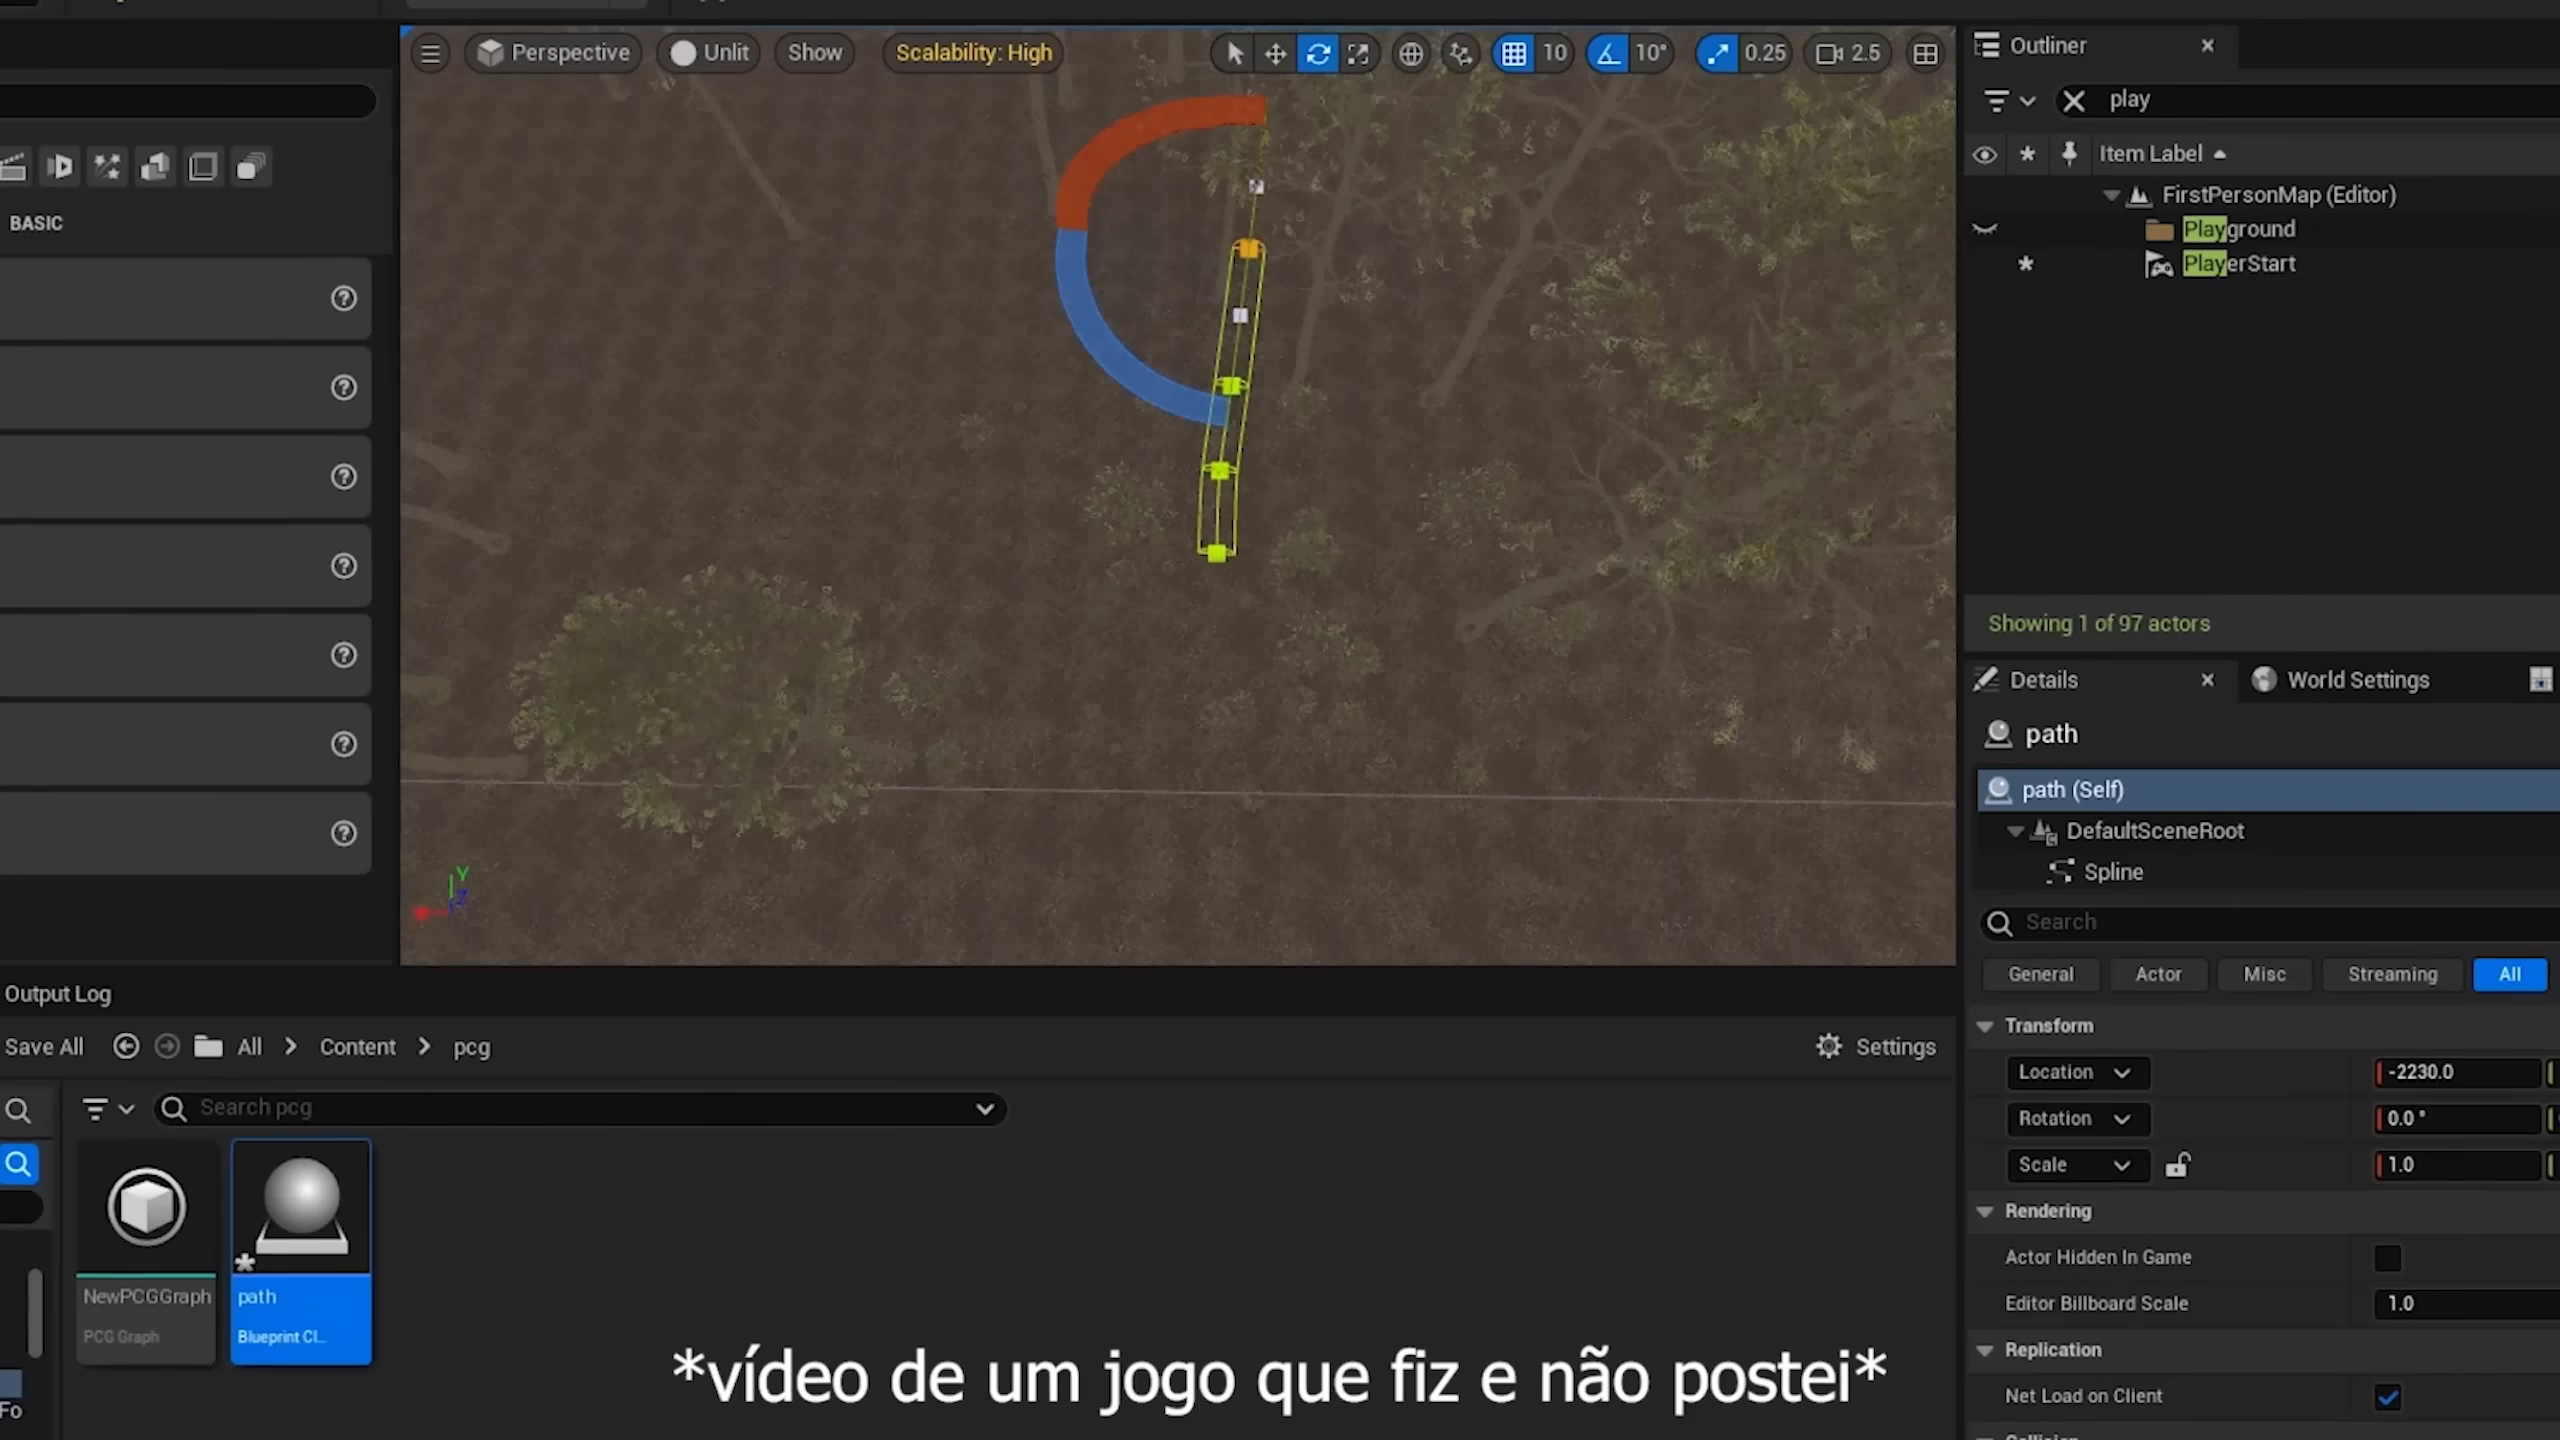 Perspective
Unlit
Show
Scalability: High
10
10°
0.25
2.5
Outliner
play
Item Label
FirstPersonMap (Editor)
Playground
PlayerStart
BASIC
Showing 1 of 97 actors
Details
World Settings
path
path (Self)
DefaultSceneRoot
Spline
Search
General
Actor
Misc
Streaming
All
Y
Z
Output Log
Save All
All
Content
pcg
Settings
Search pcg
Transform
Location
-2230.0
Rotation
0.0 °
Scale
1.0
Rendering
Actor Hidden In Game
Editor Billboard Scale
1.0
Replication
Net Load on Client
NewPCGGraph
PCG Graph
path
Blueprint Cl...
Fo
*vídeo de um jogo que fiz e não postei*